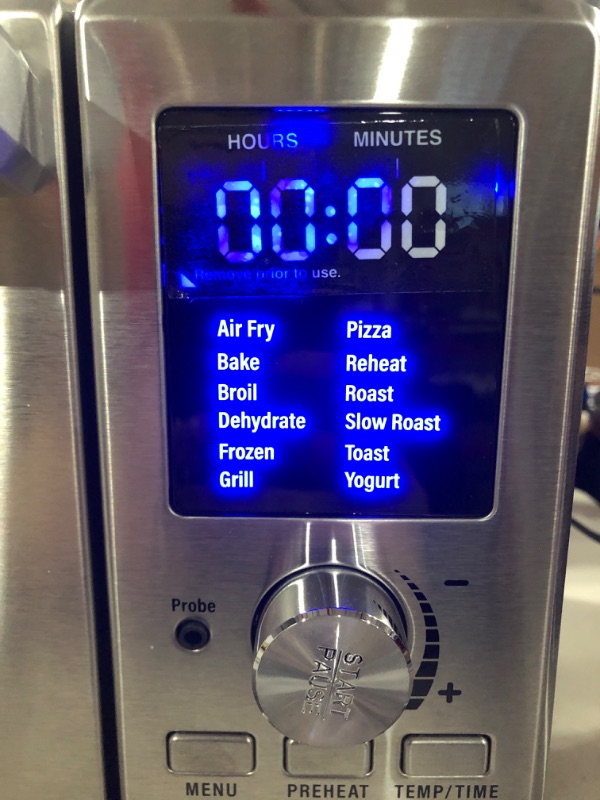 HOURS MINUTES
00:00
Remove prior to use.
Air Fry Pizza
Bake Reheat
Broil Roast
Dehydrate Slow Roast
Frozen Toast
Grill Yogurt
Probe
−
+
START
PAUSE
MENU PREHEAT TEMP/TIME